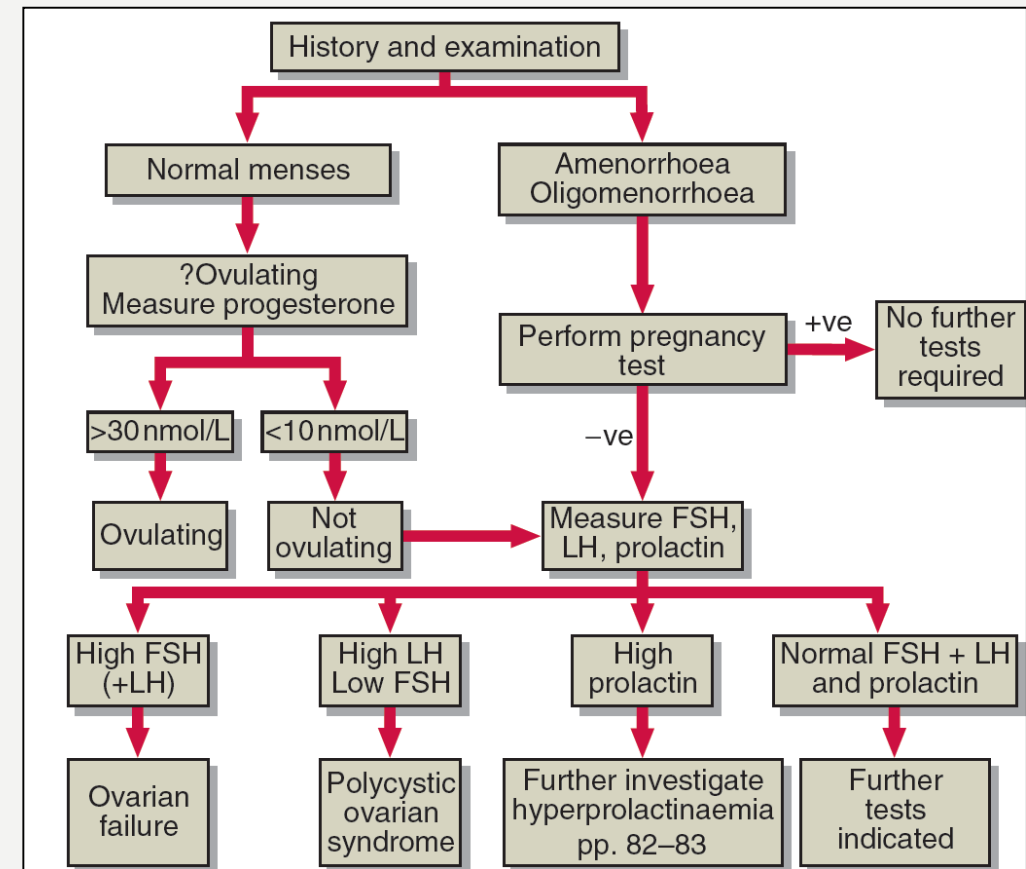 History and examination
Normal menses
Amenorrhoea
Oligomenorrhoea
?Ovulating
Measure progesterone
Perform pregnancy
test
+ve
No further
tests
required
>30 nmol/L
<10 nmol/L
–ve
Ovulating
Not
ovulating
Measure FSH,
LH, prolactin
High FSH
(+LH)
High LH
Low FSH
High
prolactin
Normal FSH + LH
and prolactin
Ovarian
failure
Polycystic
ovarian
syndrome
Further investigate
hyperprolactinaemia
pp. 82–83
Further
tests
indicated